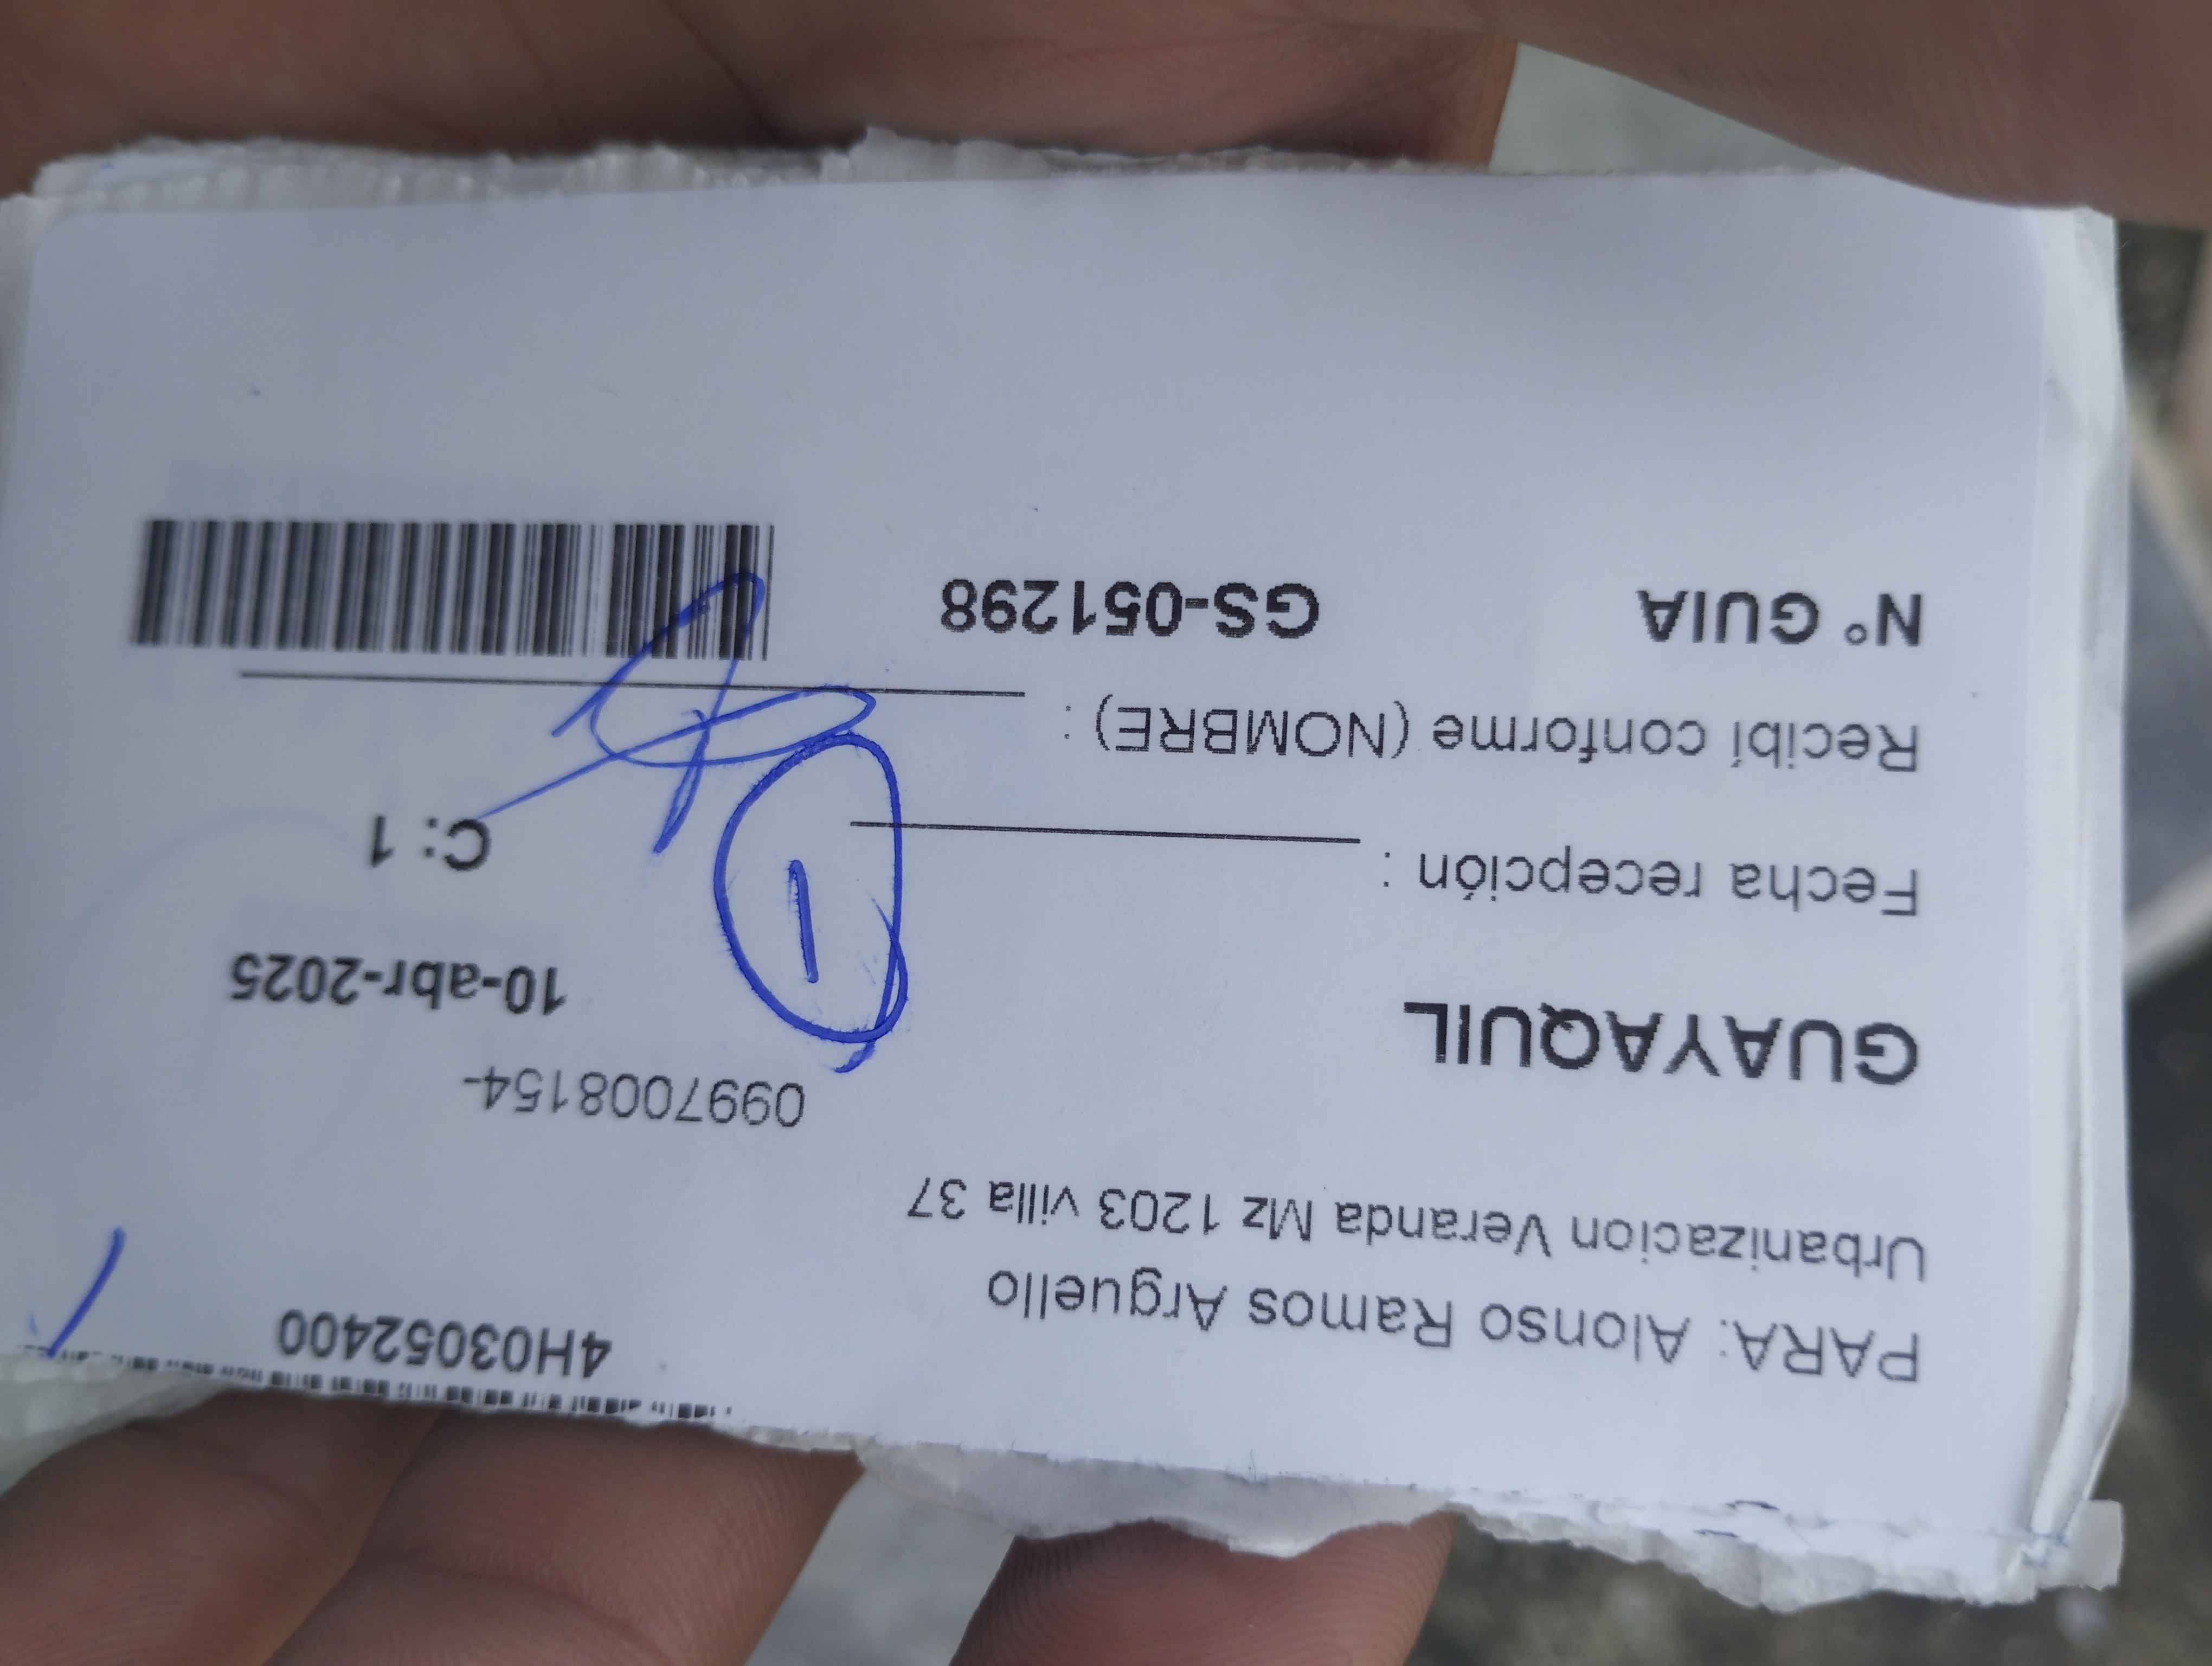 4H03052400
PARA: Alonso Ramos Arguello
Urbanizacion Veranda Mz 1203 villa 37
0997008154-
GUAYAQUIL 10-abr-2025
1
Fecha recepción : C: 1
Recibí conforme (NOMBRE) :
N° GUIA GS-051298